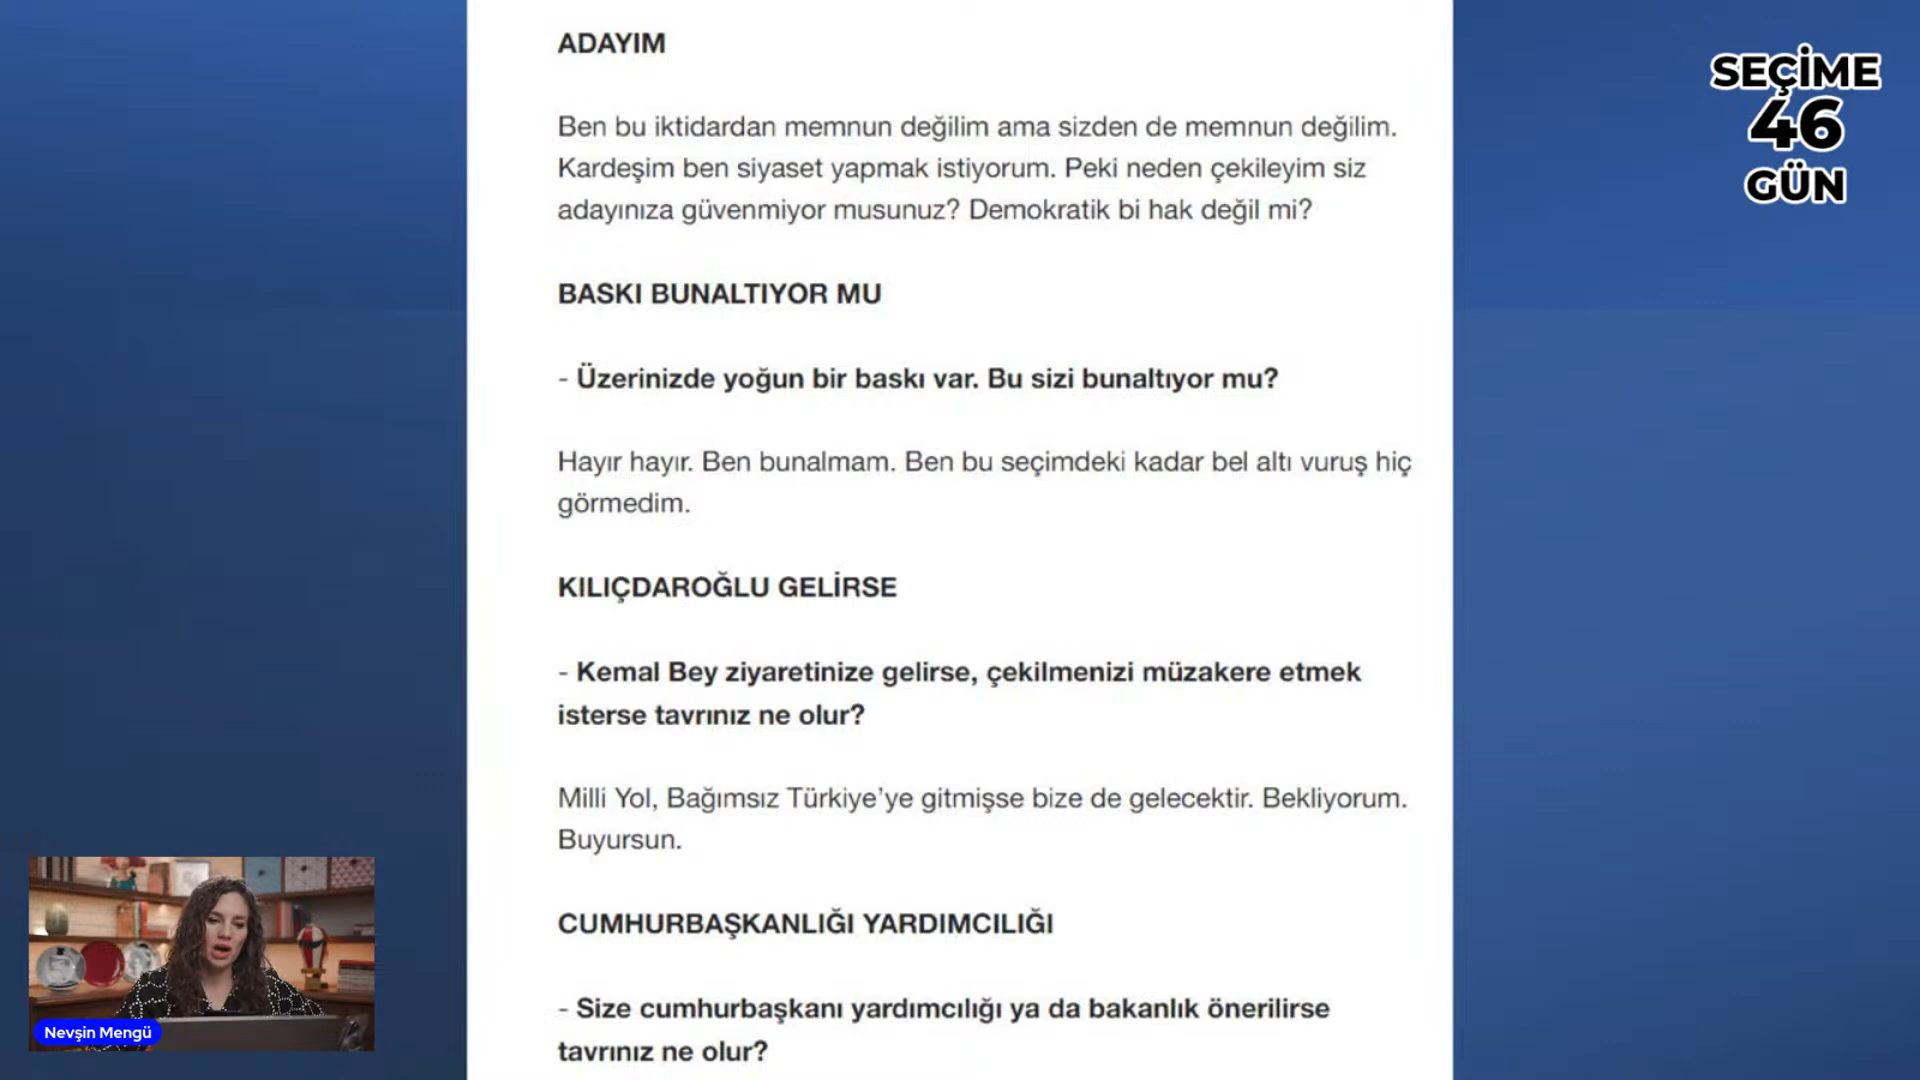 ADAYIM
Ben bu iktidardan memnun değilim ama sizden de memnun değilim.
Kardeşim ben siyaset yapmak istiyorum. Peki neden çekileyim siz
adayınıza güvenmiyor musunuz? Demokratik bi hak değil mi?
BASKI BUNALTIYOR MU
- Üzerinizde yoğun bir baskı var. Bu sizi bunaltıyor mu?
Hayır hayır. Ben bunalmam. Ben bu seçimdeki kadar bel altı vuruş hiç
görmedim.
KILIÇDAROĞLU GELİRSE
- Kemal Bey ziyaretinize gelirse, çekilmenizi müzakere etmek
isterse tavrınız ne olur?
Milli Yol, Bağımsız Türkiye’ye gitmişse bize de gelecektir. Bekliyorum.
Buyursun.
CUMHURBAŞKANLIĞI YARDIMCILIĞI
- Size cumhurbaşkanı yardımcılığı ya da bakanlık önerilirse
tavrınız ne olur?
SEÇİME
46
GÜN
Nevşin Mengü